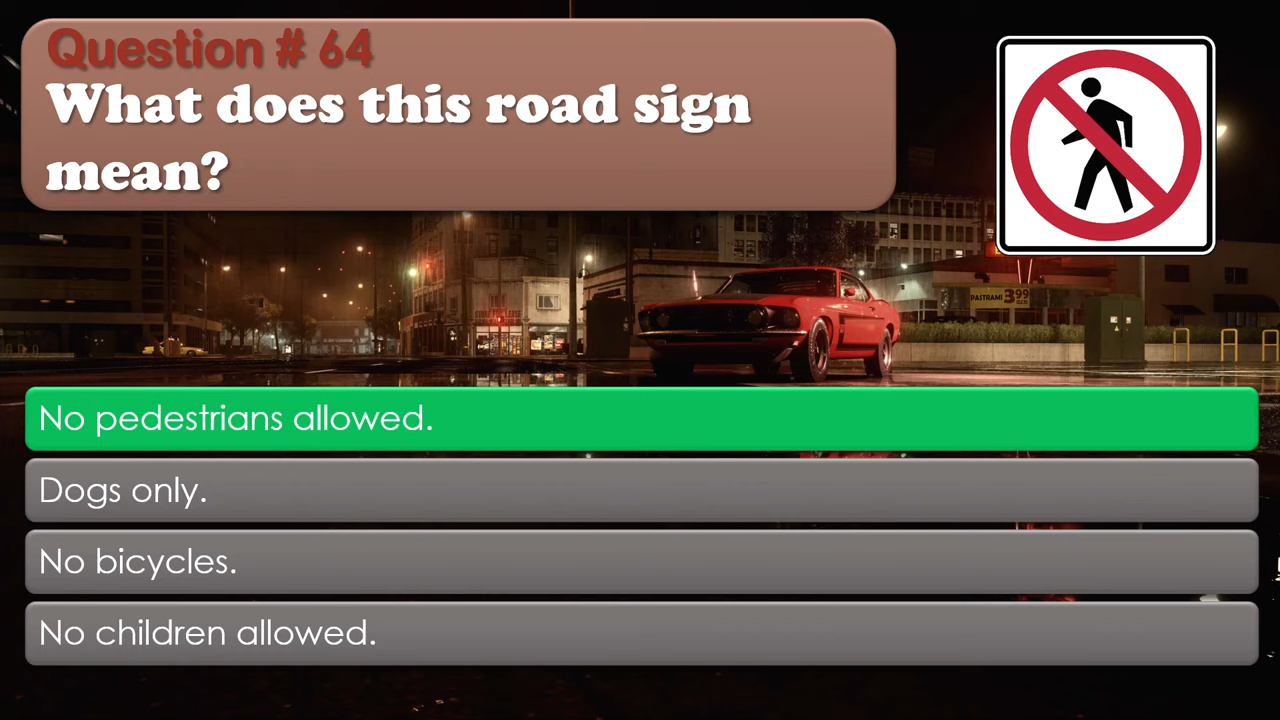 Question # 64
What does this road sign
mean?
PASTRAMI 3.99
No pedestrians allowed.
Dogs only.
No bicycles.
No children allowed.